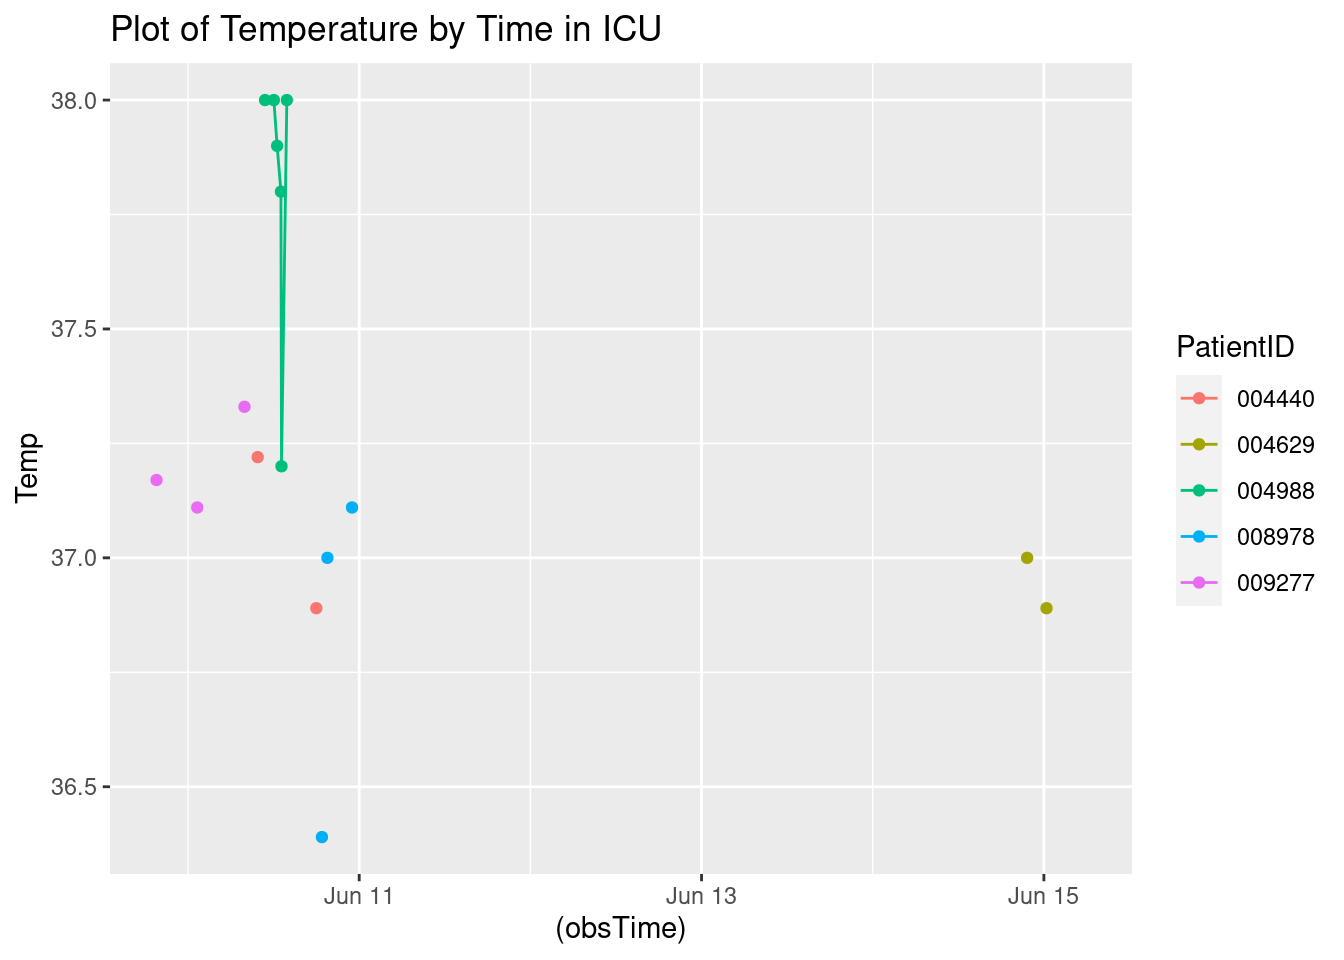 Plot of Temperature by Time in ICU
38.0
37.5
37.0
36.5
Temp
Jun 11
Jun 13
Jun 15
(obsTime)
PatientID
004440
004629
004988
008978
009277